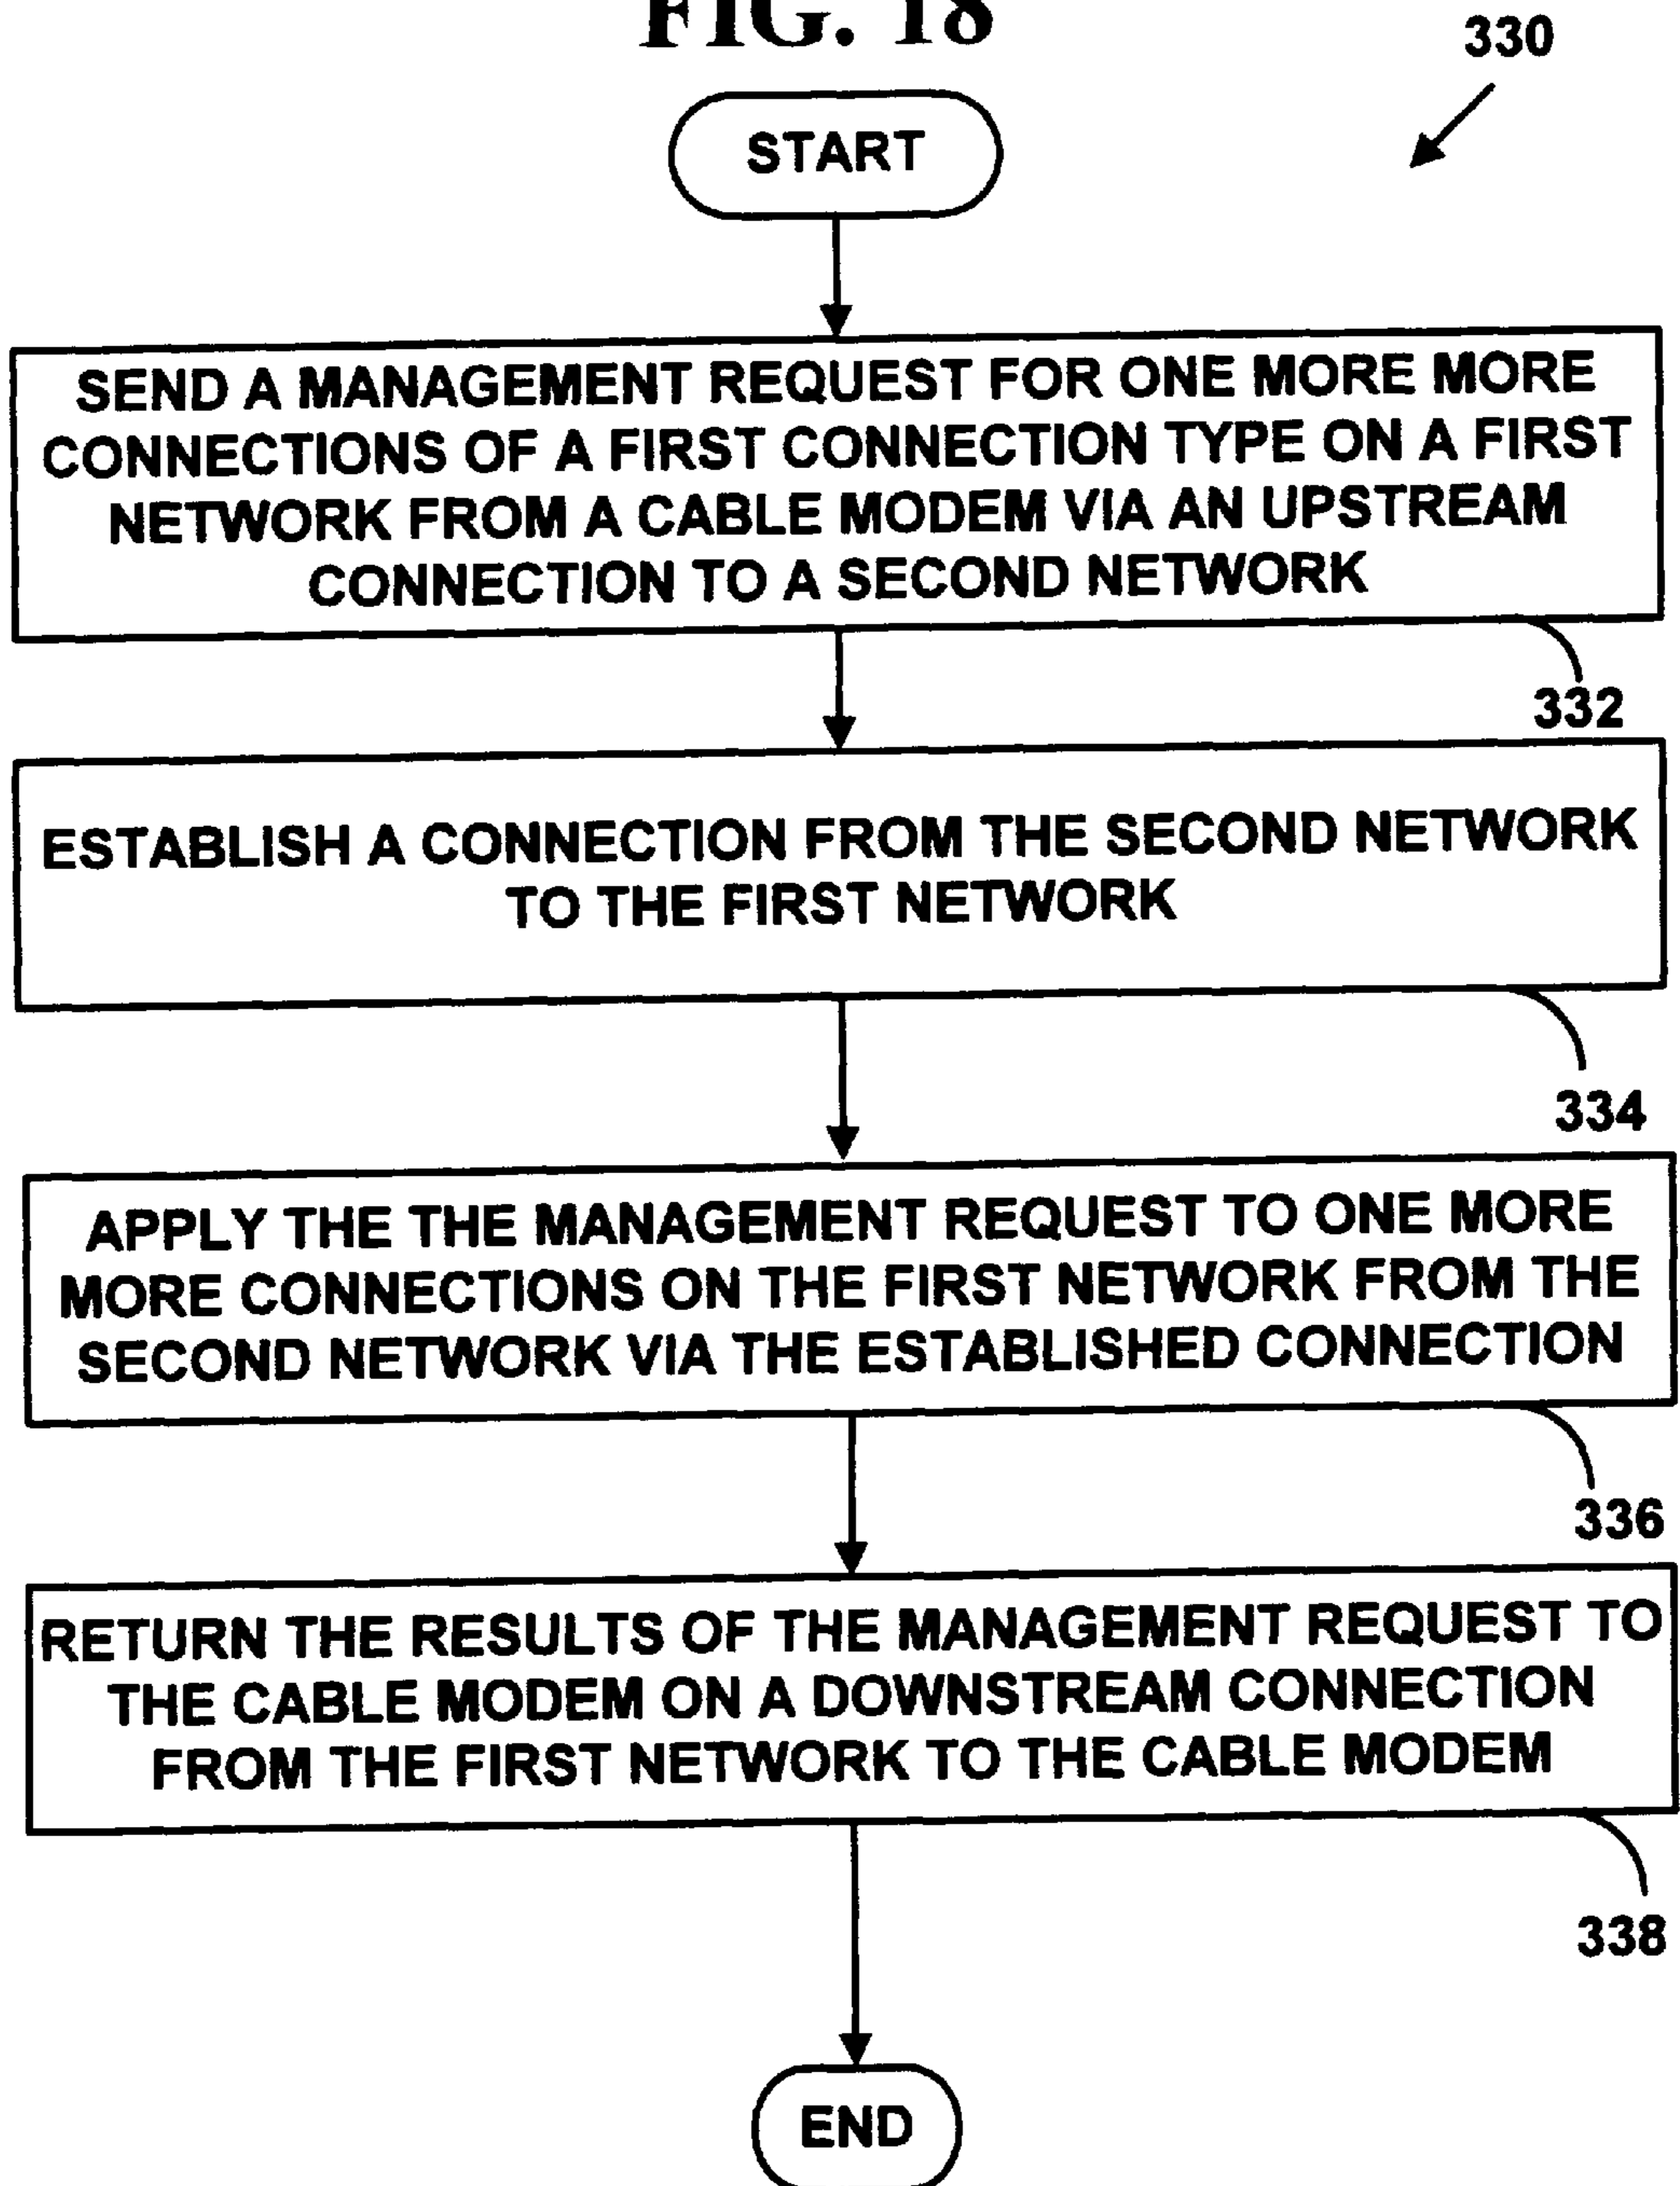 FIG. 18
330
START
SEND A MANAGEMENT REQUEST FOR ONE MORE MORE
CONNECTIONS OF A FIRST CONNECTION TYPE ON A FIRST
NETWORK FROM A CABLE MODEM VIA AN UPSTREAM
CONNECTION TO A SECOND NETWORK
332
ESTABLISH A CONNECTION FROM THE SECOND NETWORK
TO THE FIRST NETWORK
334
APPLY THE THE MANAGEMENT REQUEST TO ONE MORE
MORE CONNECTIONS ON THE FIRST NETWORK FROM THE
SECOND NETWORK VIA THE ESTABLISHED CONNECTION
336
RETURN THE RESULTS OF THE MANAGEMENT REQUEST TO
THE CABLE MODEM ON A DOWNSTREAM CONNECTION
FROM THE FIRST NETWORK TO THE CABLE MODEM
338
END